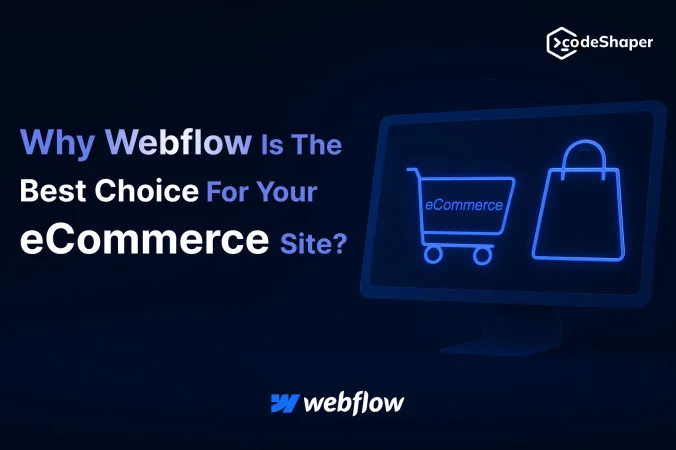 codeShaper
Why Webflow Is The
Best Choice For Your
eCommerce Site?
eCommerce
webflow